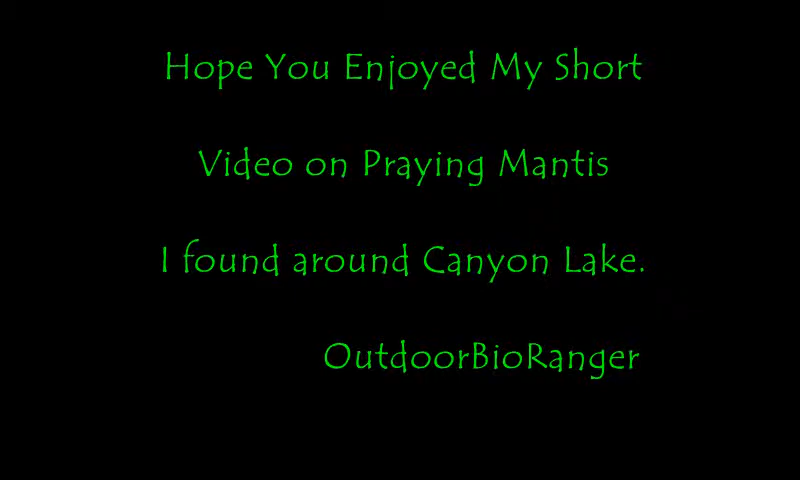 Hope You Enjoyed My Short
Video on Praying Mantis
I found around Canyon Lake.
OutdoorBioRanger